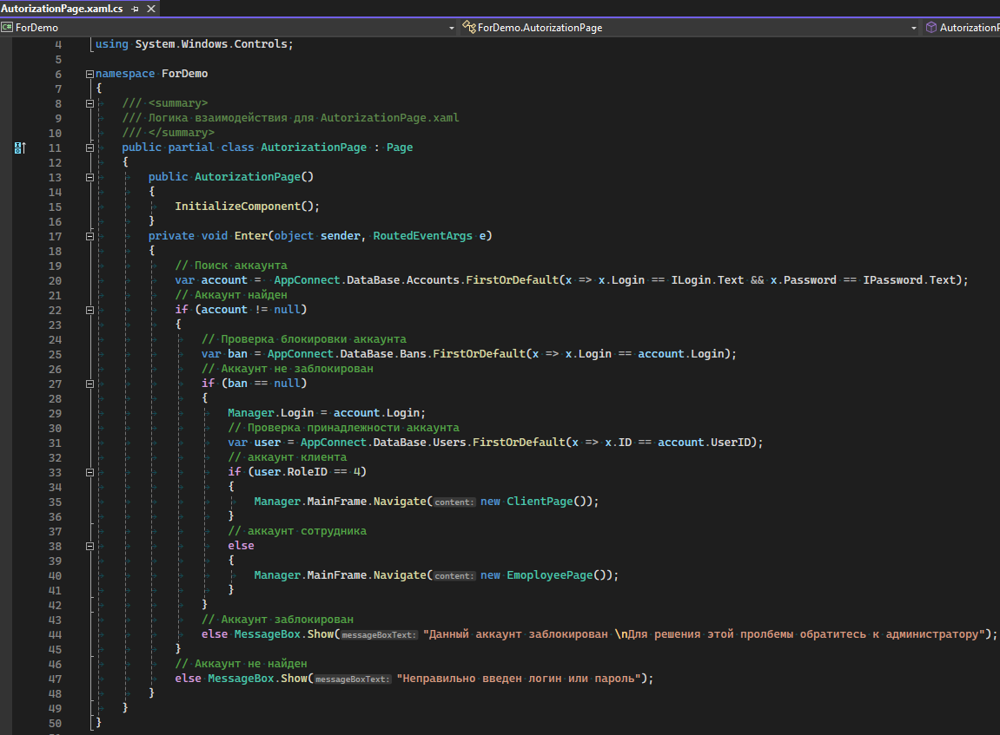 AutorizationPage.xaml.cs
ForDemo ForDemo.AutorizationPage AutorizationP
4 using System.Windows.Controls;
5
6 namespace ForDemo
7 {
8 /// <summary>
9 /// Логика взаимодействия для AutorizationPage.xaml
10 /// </summary>
11 public partial class AutorizationPage : Page
12 {
13 public AutorizationPage()
14 {
15 InitializeComponent();
16 }
17 private void Enter(object sender, RoutedEventArgs e)
18 {
19 // Поиск аккаунта
20 var account = AppConnect.DataBase.Accounts.FirstOrDefault(x => x.Login == ILogin.Text && x.Password == IPassword.Text);
21 // Аккаунт найден
22 if (account != null)
23 {
24 // Проверка блокировки аккаунта
25 var ban = AppConnect.DataBase.Bans.FirstOrDefault(x => x.Login == account.Login);
26 // Аккаунт не заблокирован
27 if (ban == null)
28 {
29 Manager.Login = account.Login;
30 // Проверка принадлежности аккаунта
31 var user = AppConnect.DataBase.Users.FirstOrDefault(x => x.ID == account.UserID);
32 // аккаунт клиента
33 if (user.RoleID == 4)
34 {
35 Manager.MainFrame.Navigate(content: new ClientPage());
36 }
37 // аккаунт сотрудника
38 else
39 {
40 Manager.MainFrame.Navigate(content: new EmoployeePage());
41 }
42 }
43 // Аккаунт заблокирован
44 else MessageBox.Show(messageBoxText: "Данный аккаунт заблокирован \nДля решения этой пролбемы обратитесь к администратору");
45 }
46 // Аккаунт не найден
47 else MessageBox.Show(messageBoxText: "Неправильно введен логин или пароль");
48 }
49 }
50 }